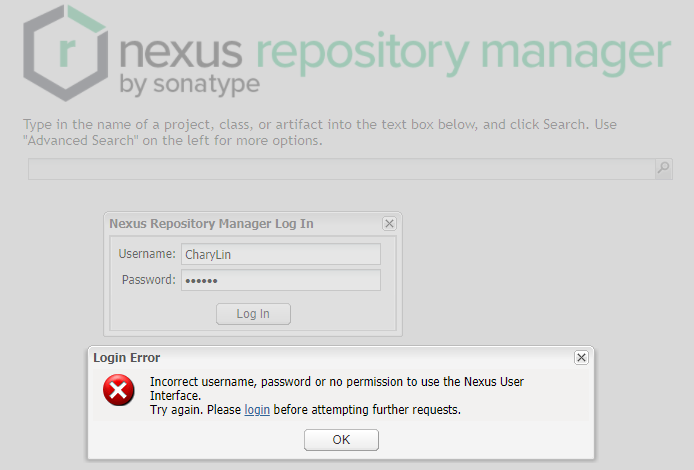 r nexus repository manager
by sonatype
Type in the name of a project, class, or artifact into the text box below, and click Search. Use
"Advanced Search" on the left for more options.
Nexus Repository Manager Log In
Username: CharyLin
Password: ••••••
Log In
Login Error
Incorrect username, password or no permission to use the Nexus User
Interface.
Try again. Please login before attempting further requests.
OK